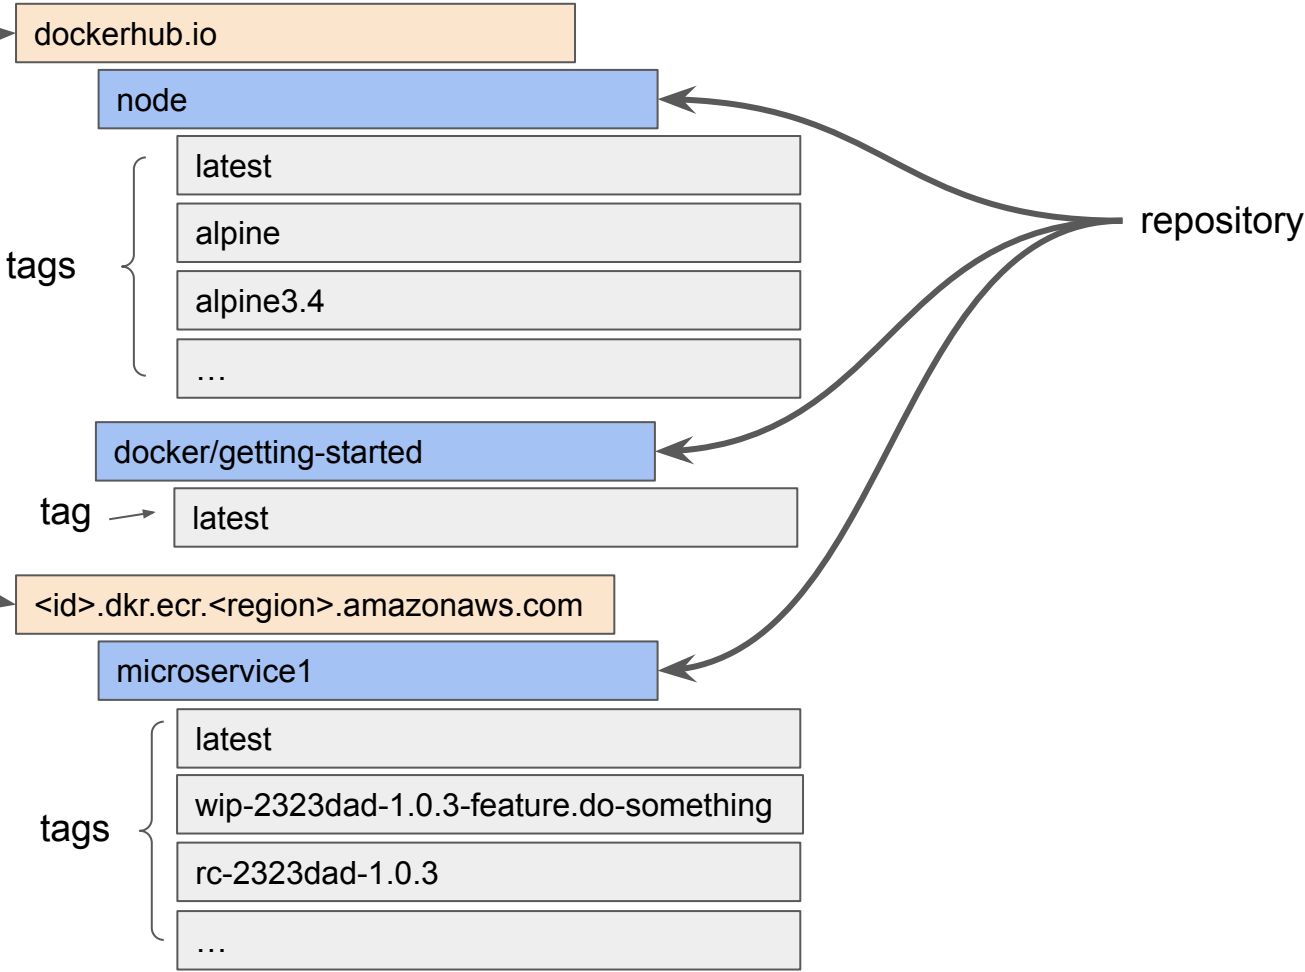 dockerhub.io
node
latest
alpine
repository
tags
alpine3.4
…
docker/getting-started
tag
latest
<id>.dkr.ecr.<region>.amazonaws.com
microservice1
latest
wip-2323dad-1.0.3-feature.do-something
tags
rc-2323dad-1.0.3
…